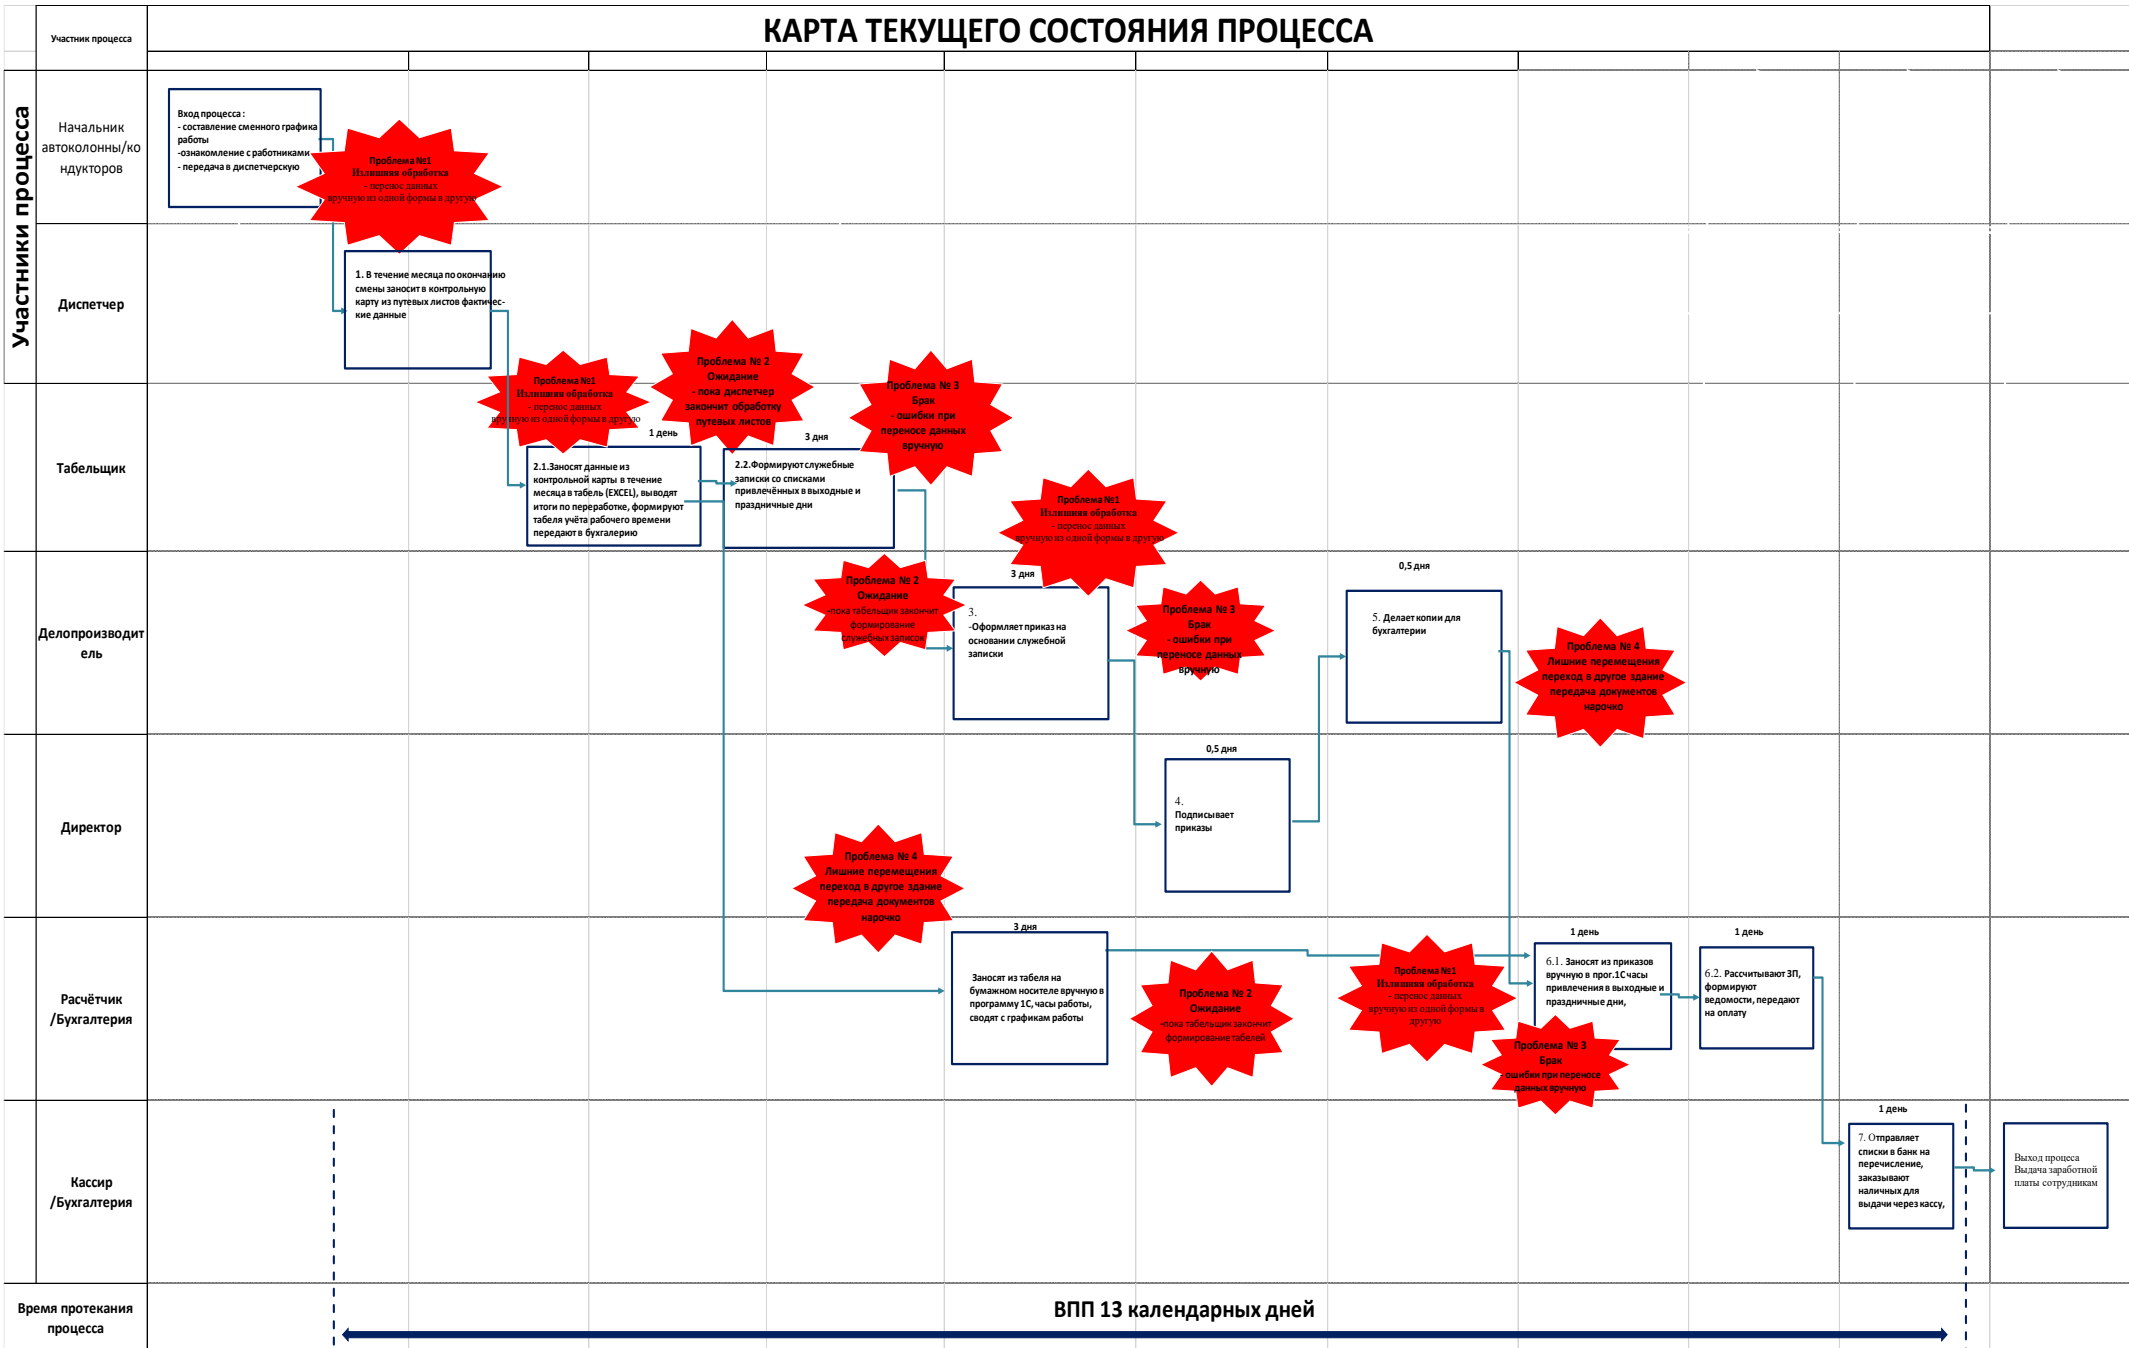 КАРТА ТЕКУЩЕГО СОСТОЯНИЯ ПРОЦЕССА
Участник процесса
Участники процесса
Начальник
автоколонны/ко
ндукторов
Вход процесса :
- составление сменного графика
работы
-ознакомление с работниками
- передача в диспетчерскую
Проблема №1
Излишняя обработка
- перенос данных
вручную из одной формы в другую
Диспетчер
1. В течение месяца по окончанию
смены заносит в контрольную
карту из путевых листов фактичес-
кие данные
Табельщик
Проблема №1
Излишняя обработка
- перенос данных
вручную из одной формы в другую
Проблема № 2
Ожидание
- пока диспетчер
закончит обработку
путевых листов
Проблема № 3
Брак
- ошибки при
переносе данных
вручную
1 день
2.1.Заносят данные из
контрольной карты в течение
месяца в табель (EXCEL), выводят
итоги по переработке, формируют
табеля учёта рабочего времени
передают в бухгалерию
3 дня
2.2.Формируют служебные
записки со списками
привлечённых в выходные и
праздничные дни
Проблема №1
Излишняя обработка
- перенос данных
вручную из одной формы в другую
Делопроизводит
ель
Проблема № 2
Ожидание
-пока табельщик закончит
формирование
служебных записок
3 дня
3.
-Оформляет приказ на
основании служебной
записки
Проблема № 3
Брак
- ошибки при
переносе данных
вручную
0,5 дня
5. Делает копии для
бухгалтерии
Проблема № 4
Лишние перемещения
переход в другое здание
передача документов
нарочко
Директор
0,5 дня
4.
Подписывает
приказы
Проблема № 4
Лишние перемещения
переход в другое здание
передача документов
нарочко
Расчётчик
/Бухгалтерия
3 дня
Заносят из табеля на
бумажном носителе вручную в
программу 1С, часы работы,
сводят с графикам работы
Проблема № 2
Ожидание
-пока табельщик закончит
формирование табелей
Проблема №1
Излишняя обработка
- перенос данных
вручную из одной формы в
другую
1 день
6.1. Заносят из приказов
вручную в прог.1С часы
привлечения в выходные и
праздничные дни,
Проблема № 3
Брак
- ошибки при переносе
данных вручную
1 день
6.2. Рассчитывают ЗП,
формируют
ведомости, передают
на оплату
Кассир
/Бухгалтерия
1 день
7. Отправляет
списки в банк на
перечисление,
заказывают
наличных для
выдачи через кассу,
Выход процеса
Выдача заработной
платы сотрудникам
Время протекания
процесса
ВПП 13 календарных дней